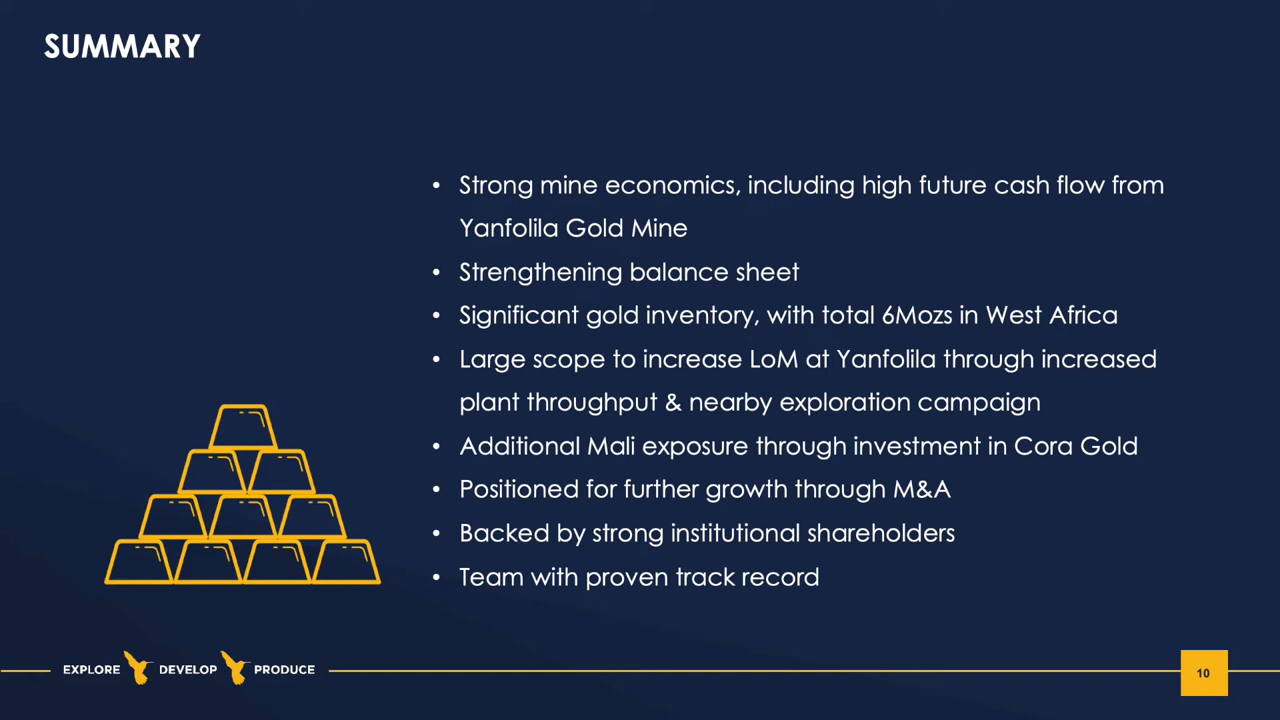 SUMMARY
• Strong mine economics, including high future cash flow from
Yanfolila Gold Mine
• Strengthening balance sheet
• Significant gold inventory, with total 6Mozs in West Africa
• Large scope to increase LoM at Yanfolila through increased
plant throughput & nearby exploration campaign
• Additional Mali exposure through investment in Cora Gold
• Positioned for further growth through M&A
• Backed by strong institutional shareholders
• Team with proven track record
EXPLORE DEVELOP PRODUCE
10